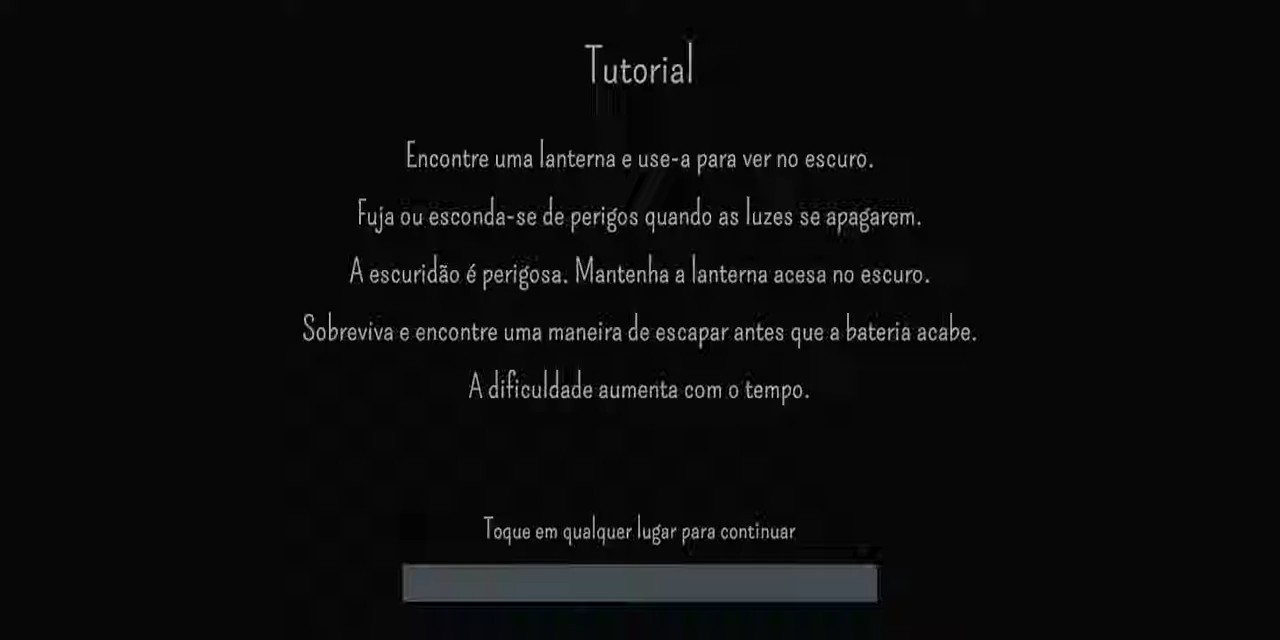 Tutorial
Encontre uma lanterna e use-a para ver no escuro.
Fuja ou esconda-se de perigos quando as luzes se apagarem.
A escuridão é perigosa. Mantenha a lanterna acesa no escuro.
Sobreviva e encontre uma maneira de escapar antes que a bateria acabe.
A dificuldade aumenta com o tempo.
Toque em qualquer lugar para continuar